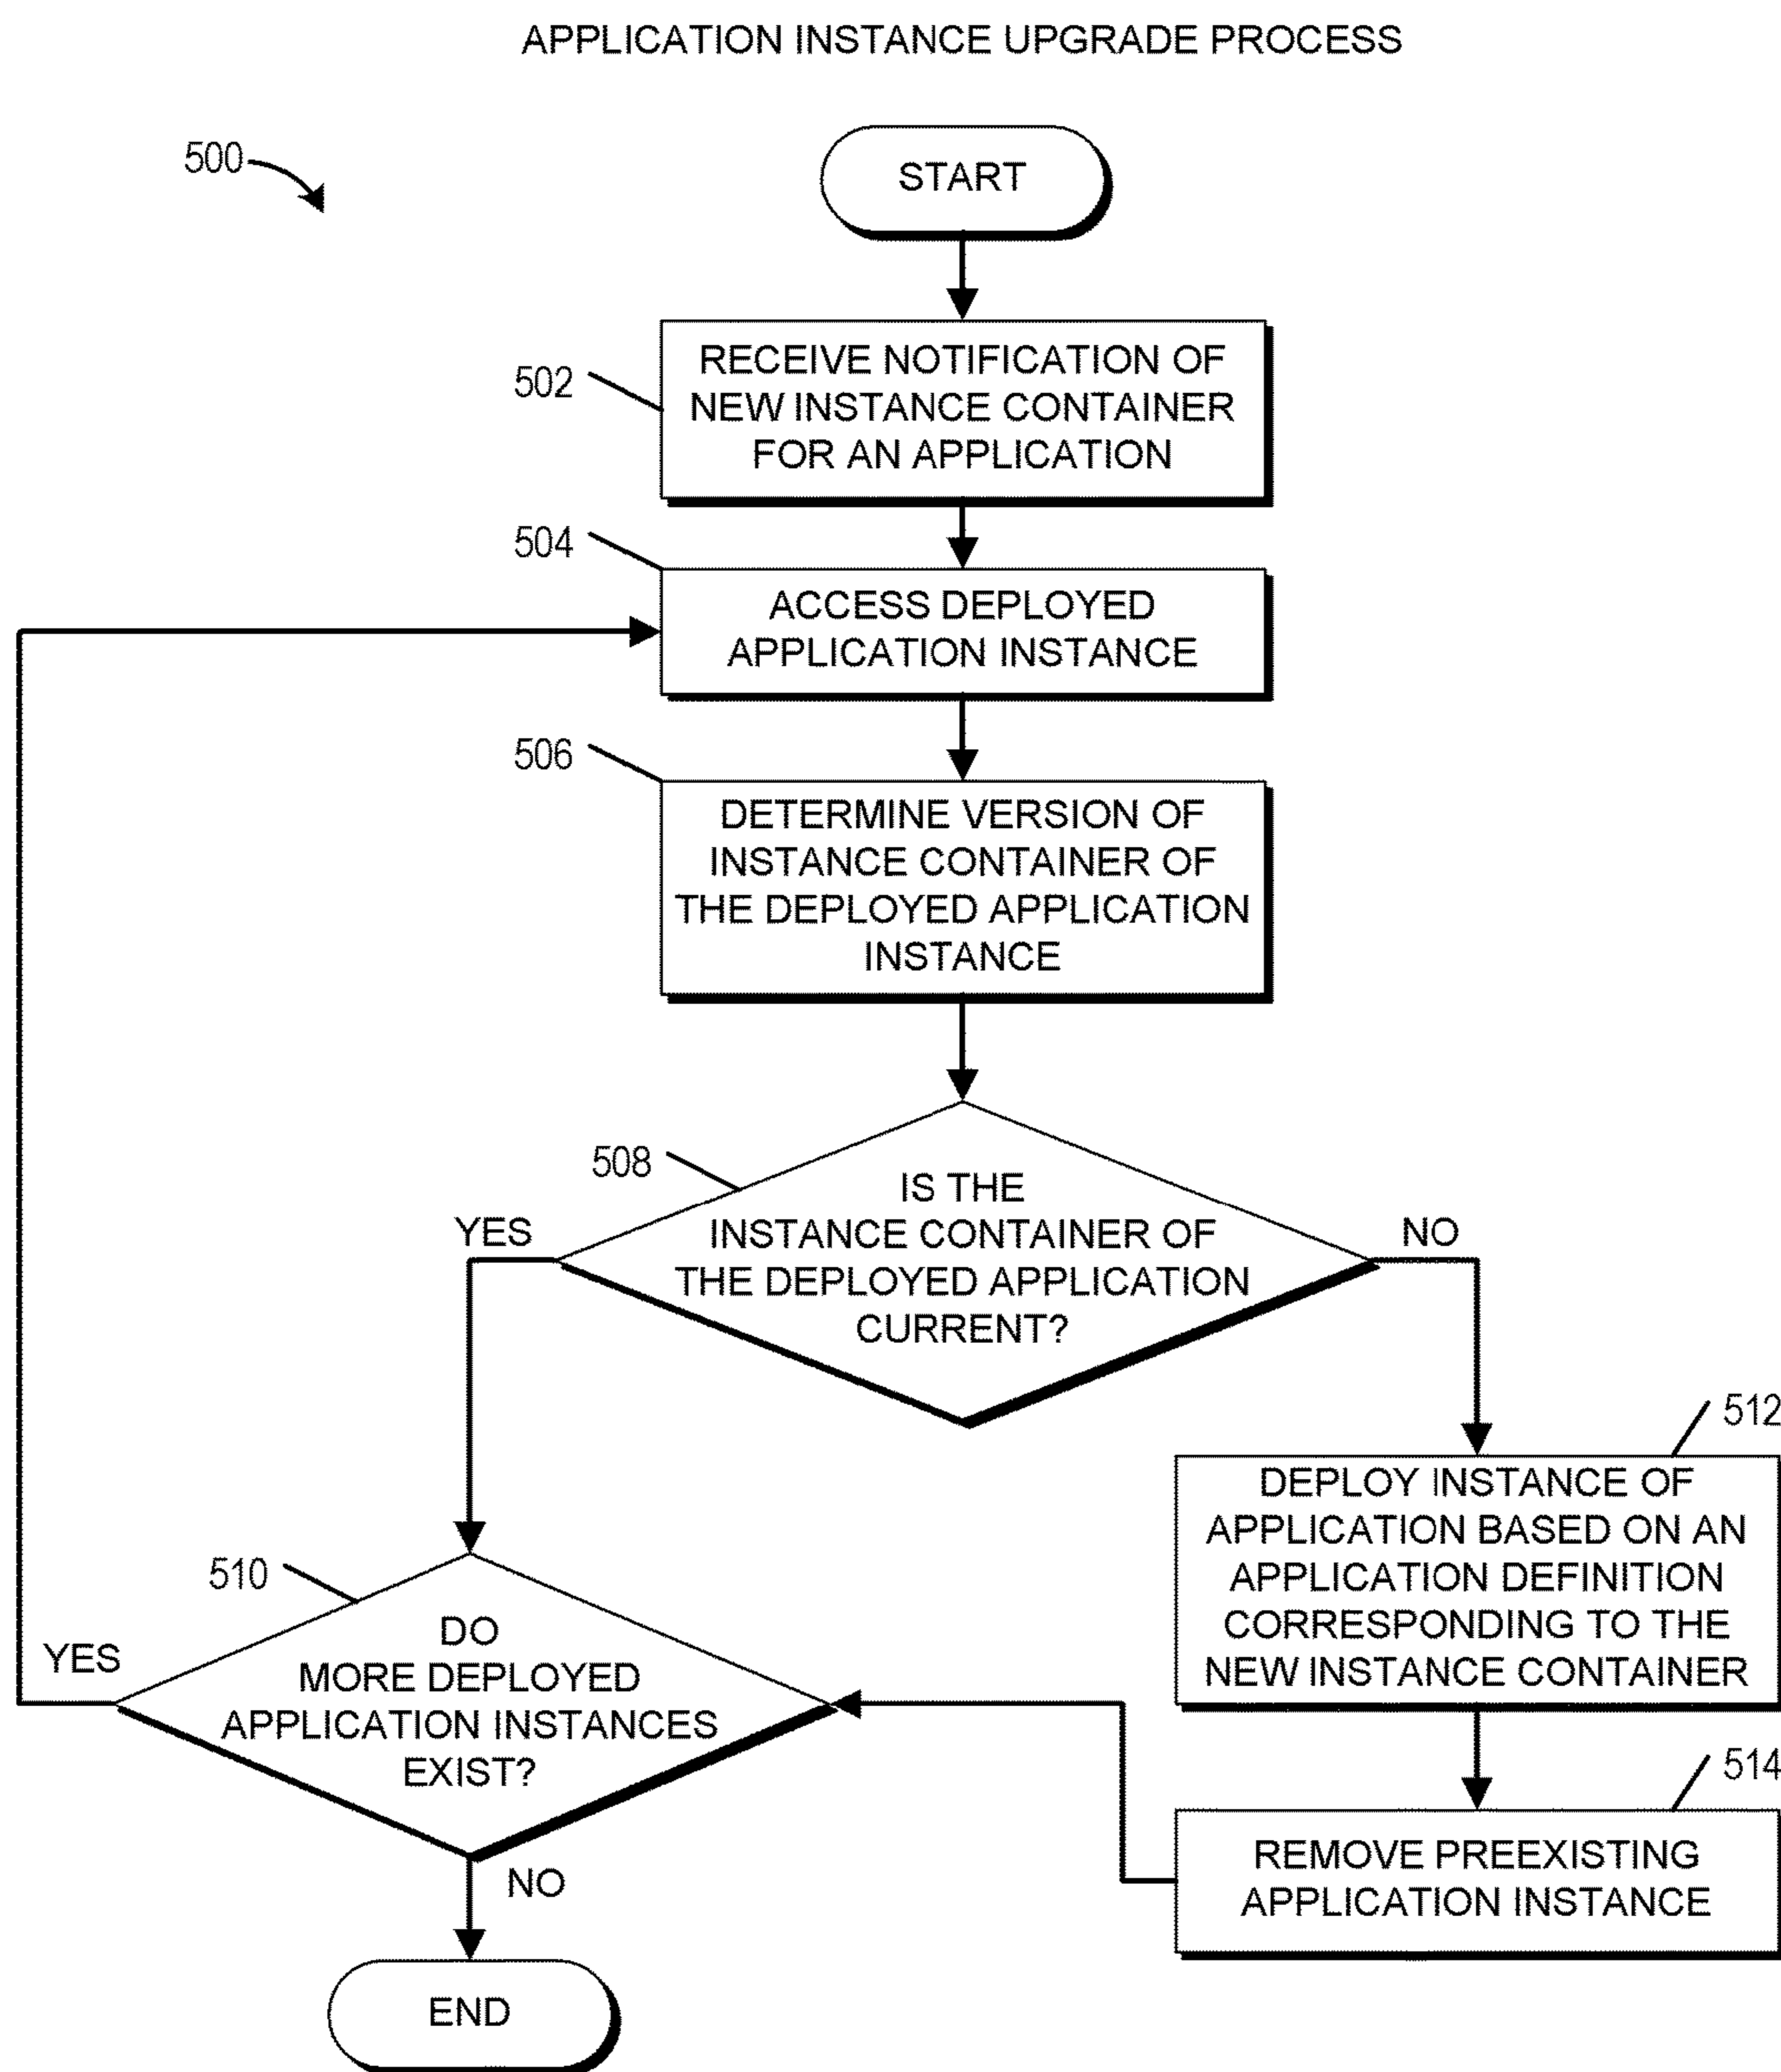 APPLICATION INSTANCE UPGRADE PROCESS
500
START
502
RECEIVE NOTIFICATION OF
NEW INSTANCE CONTAINER
FOR AN APPLICATION
504
ACCESS DEPLOYED
APPLICATION INSTANCE
506
DETERMINE VERSION OF
INSTANCE CONTAINER OF
THE DEPLOYED APPLICATION
INSTANCE
508
IS THE
INSTANCE CONTAINER OF
THE DEPLOYED APPLICATION
CURRENT?
YES
NO
510
DO
MORE DEPLOYED
APPLICATION INSTANCES
EXIST?
YES
NO
512
DEPLOY INSTANCE OF
APPLICATION BASED ON AN
APPLICATION DEFINITION
CORRESPONDING TO THE
NEW INSTANCE CONTAINER
514
REMOVE PREEXISTING
APPLICATION INSTANCE
END